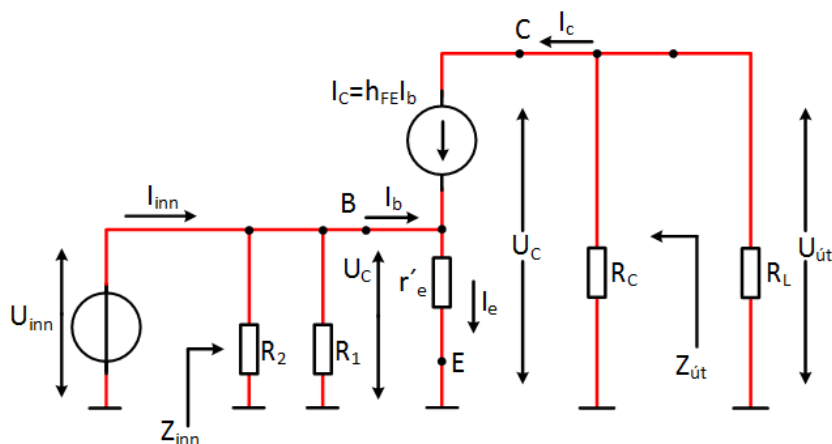 C
I_c
I_C=h_FE I_b
I_inn
B
I_b
U_inn
R_2
R_1
U_C
r´_e
I_e
E
U_C
R_C
R_L
U_út
Z_inn
Z_út